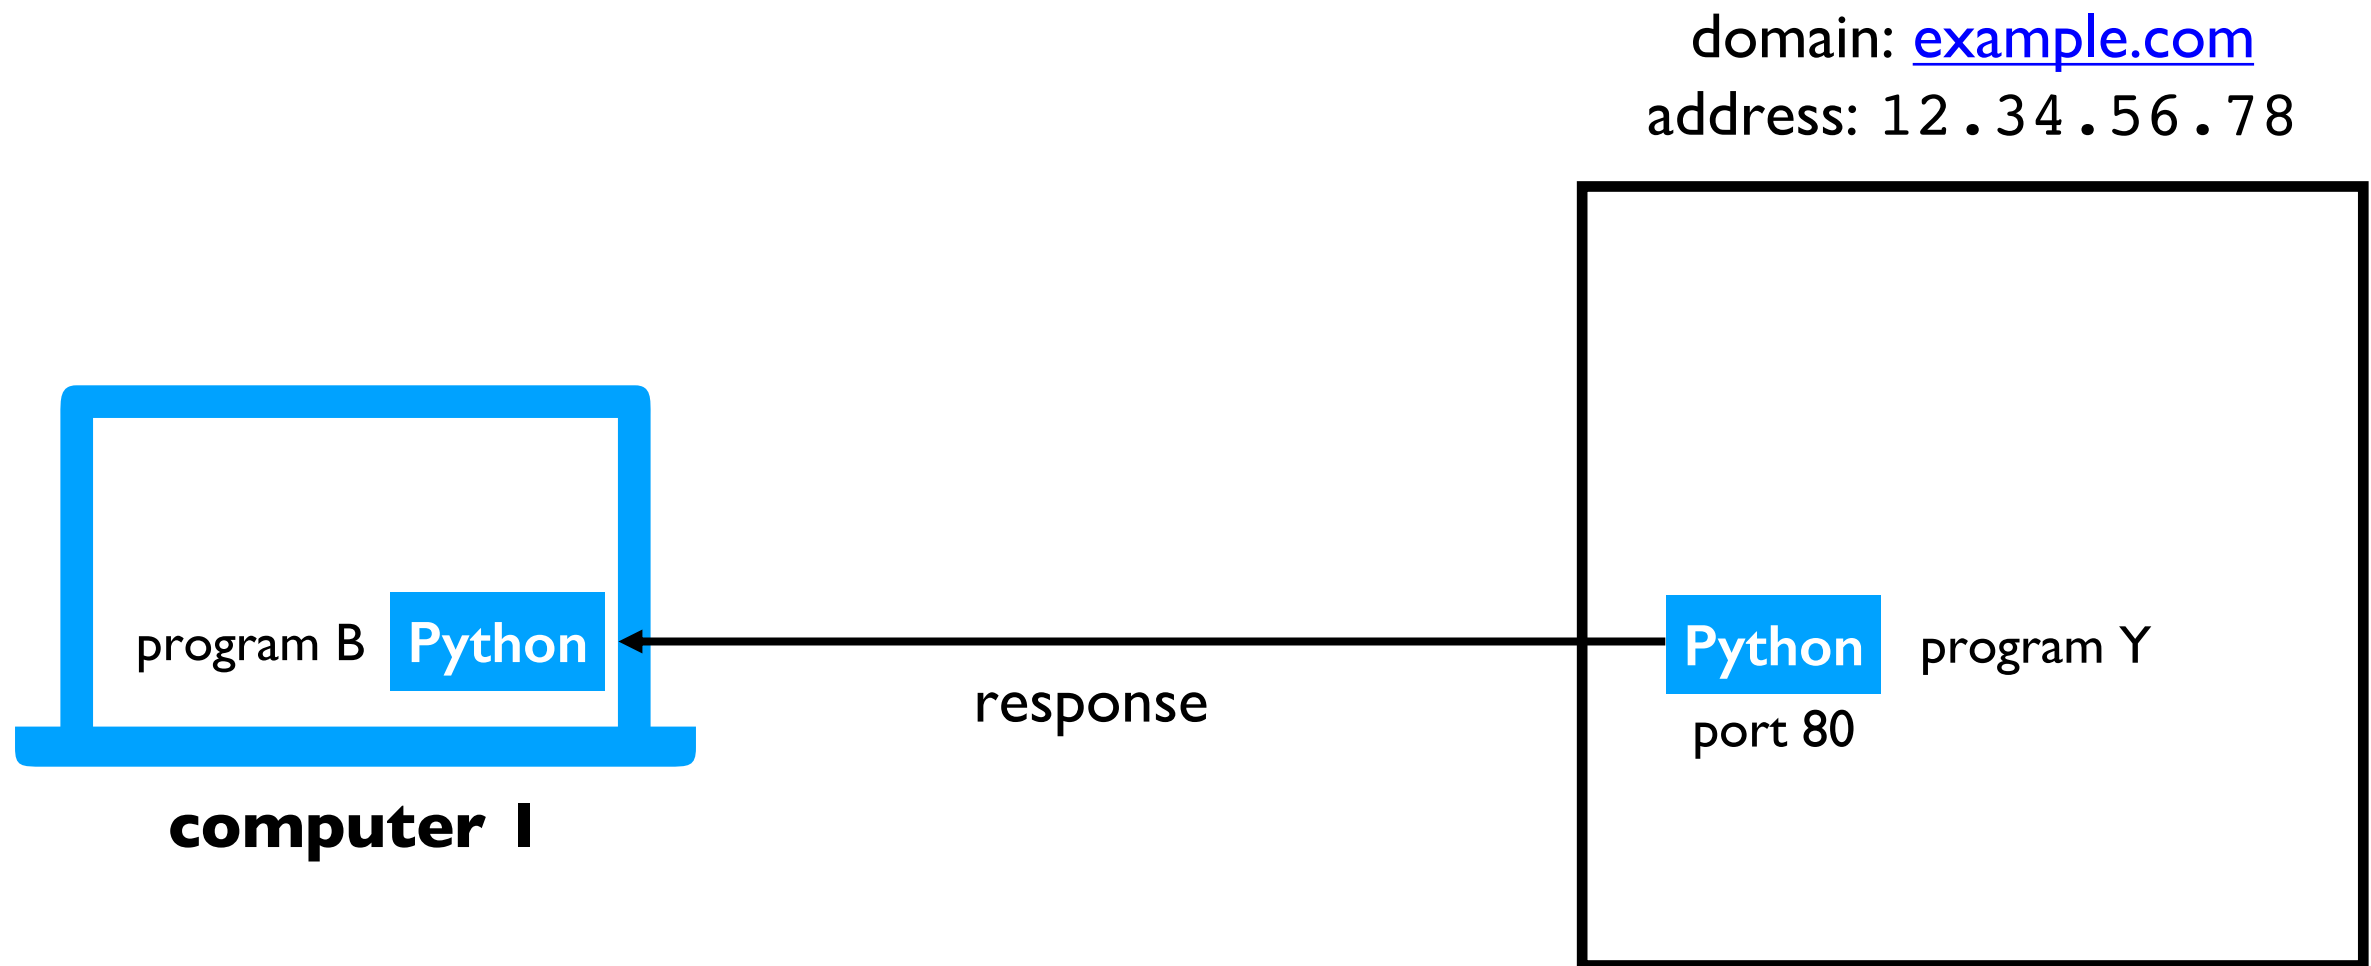 domain: example.com
address: 12.34.56.78
program B Python
Python program Y
response
port 80
computer 1